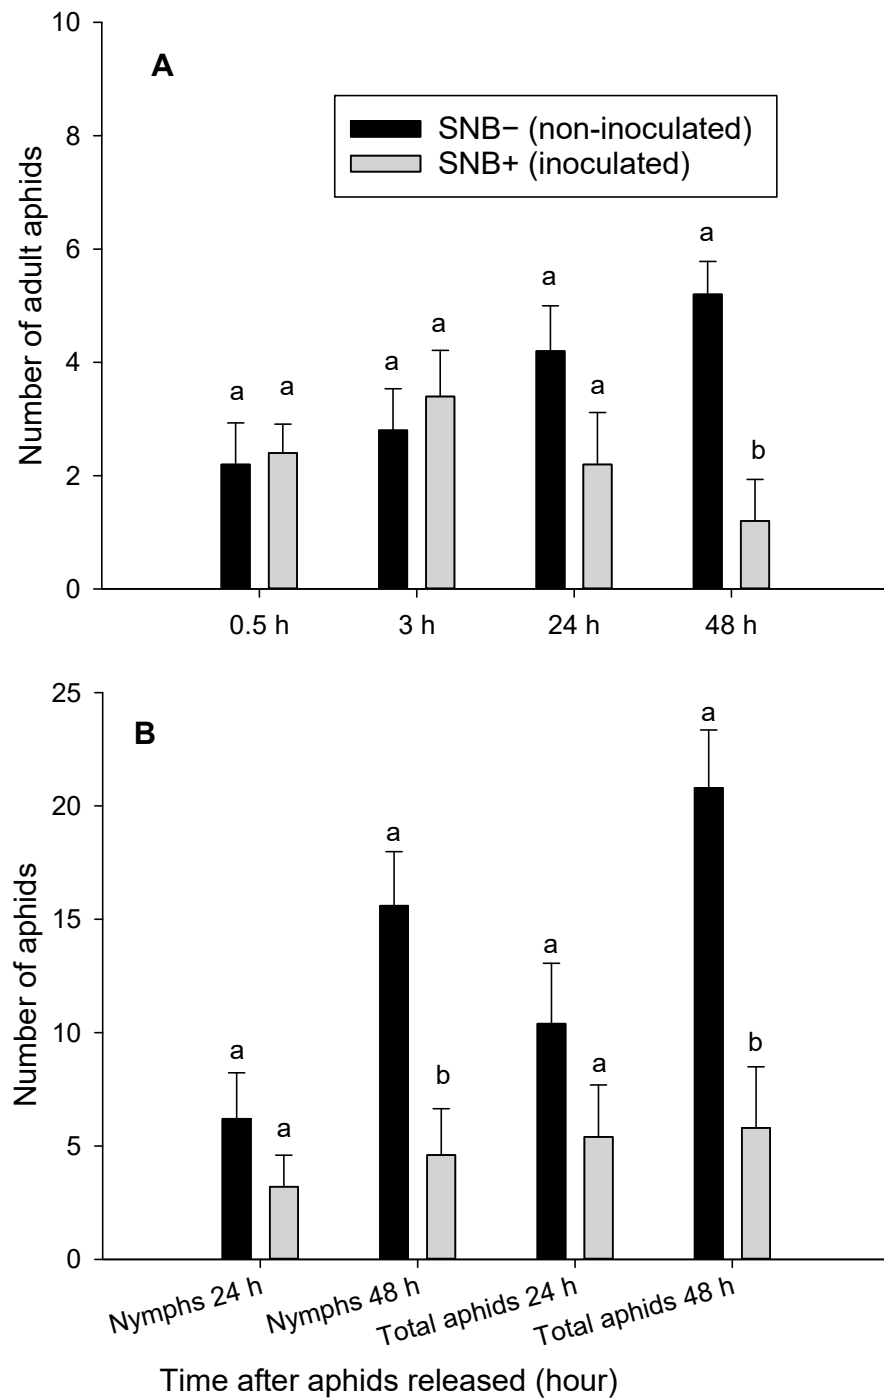 10
A
SNB− (non-inoculated)
SNB+ (inoculated)
8
Number of adult aphids
6
a
a
a
a
a
4
a
a
2
b
0
0.5 h
3 h
24 h
48 h
25
B
a
20
a
Number of aphids
15
a
10
a
b
a
b
a
5
0
Nymphs 24 h
Nymphs 48 h
Total aphids 24 h
Total aphids 48 h
Time after aphids released (hour)